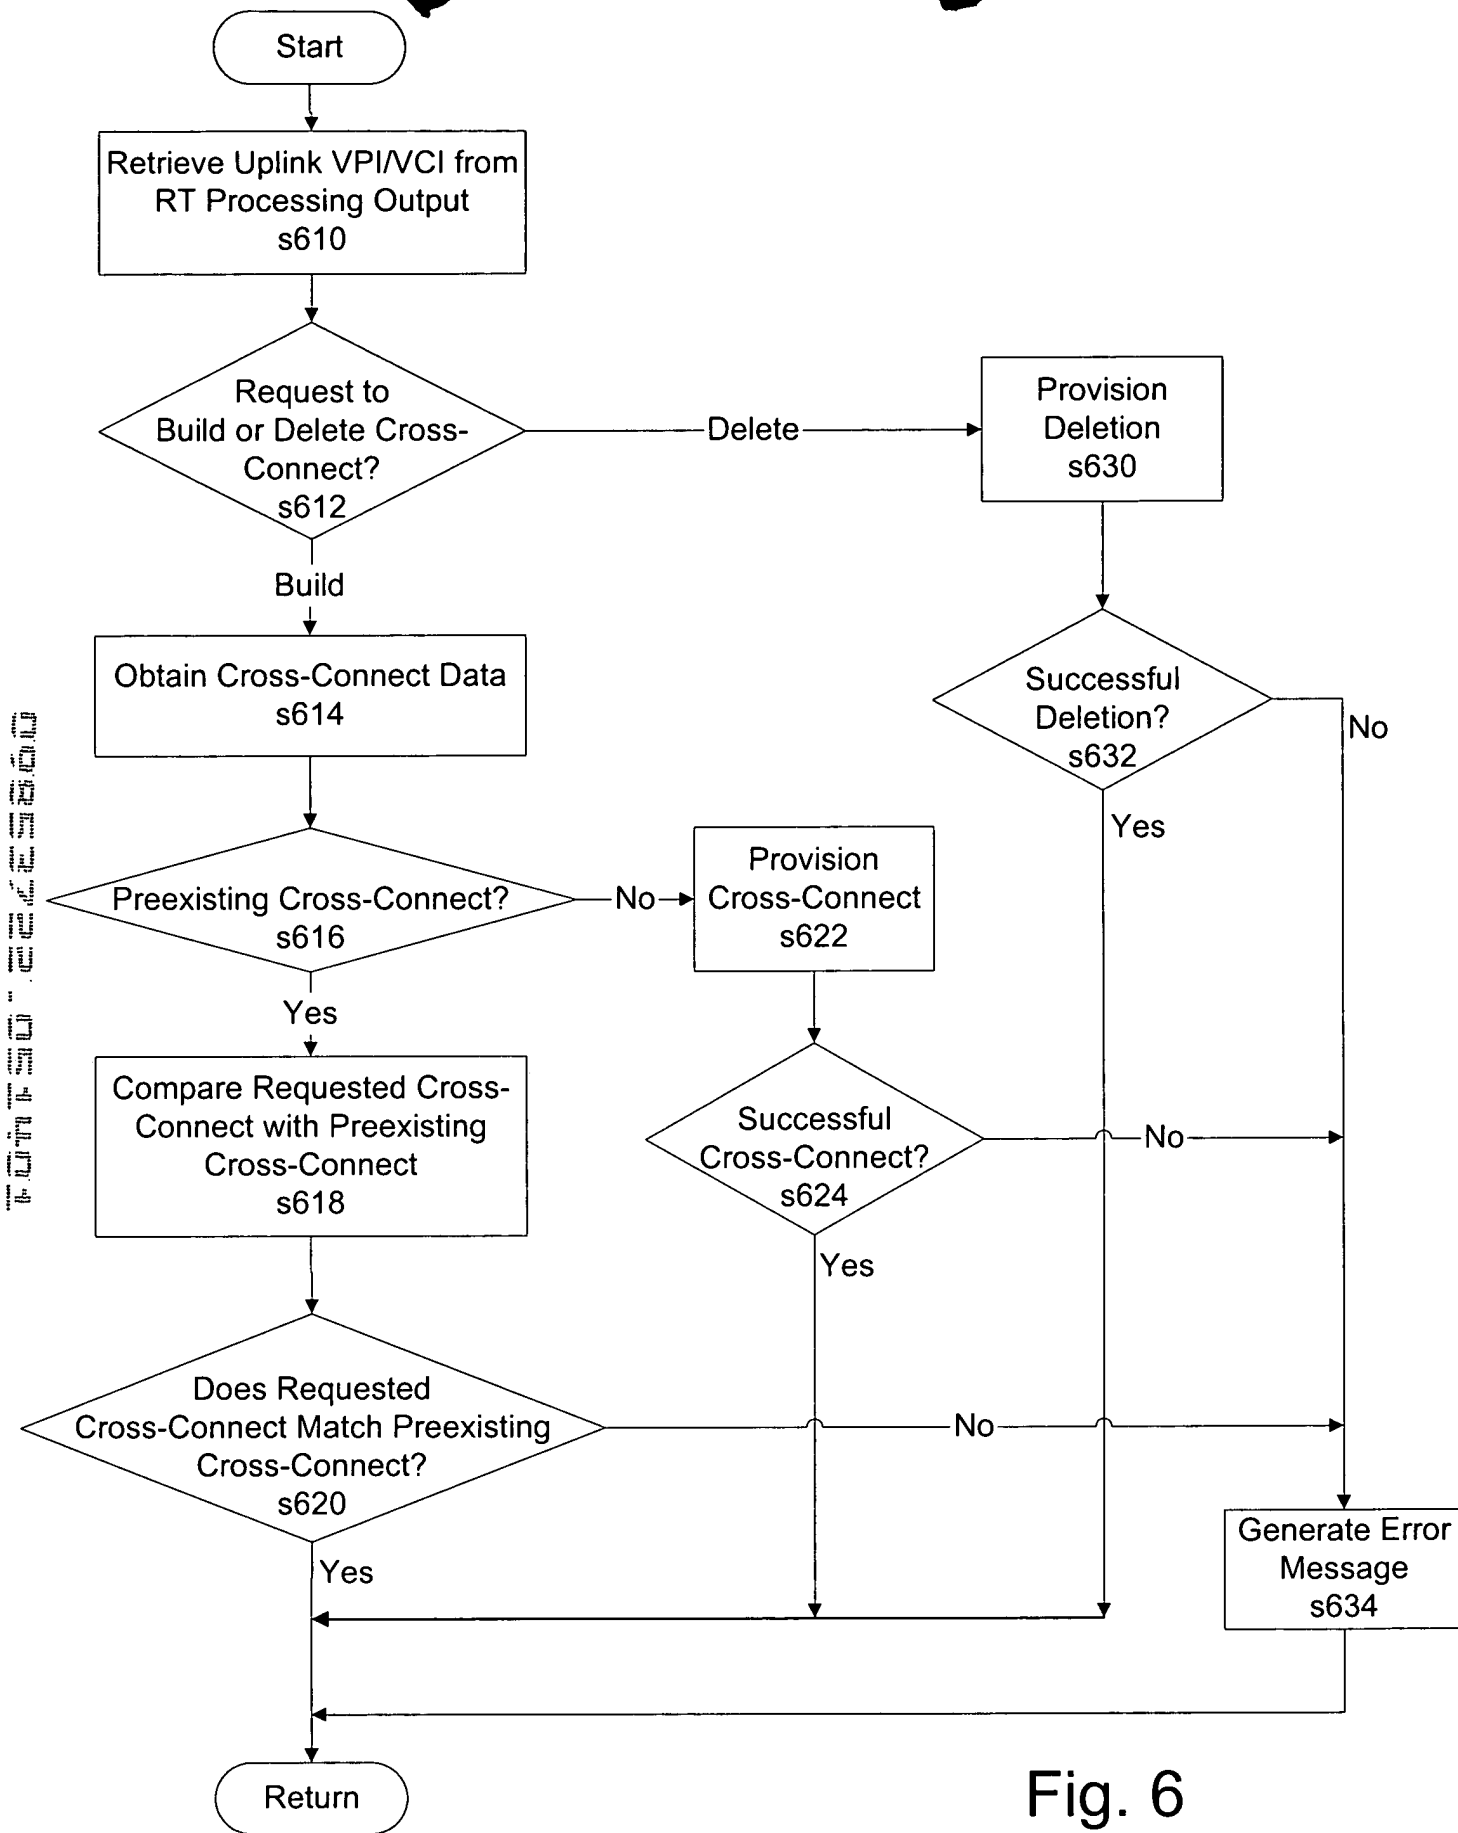 Start
Retrieve Uplink VPI/VCI from
RT Processing Output
s610
Request to
Build or Delete Cross-
Connect?
s612
Delete
Provision
Deletion
s630
Build
Obtain Cross-Connect Data
s614
Successful
Deletion?
s632
No
Yes
Preexisting Cross-Connect?
s616
No
Provision
Cross-Connect
s622
Yes
Compare Requested Cross-
Connect with Preexisting
Cross-Connect
s618
Successful
Cross-Connect?
s624
No
Yes
Does Requested
Cross-Connect Match Preexisting
Cross-Connect?
s620
No
Yes
Generate Error
Message
s634
Return
Fig. 6